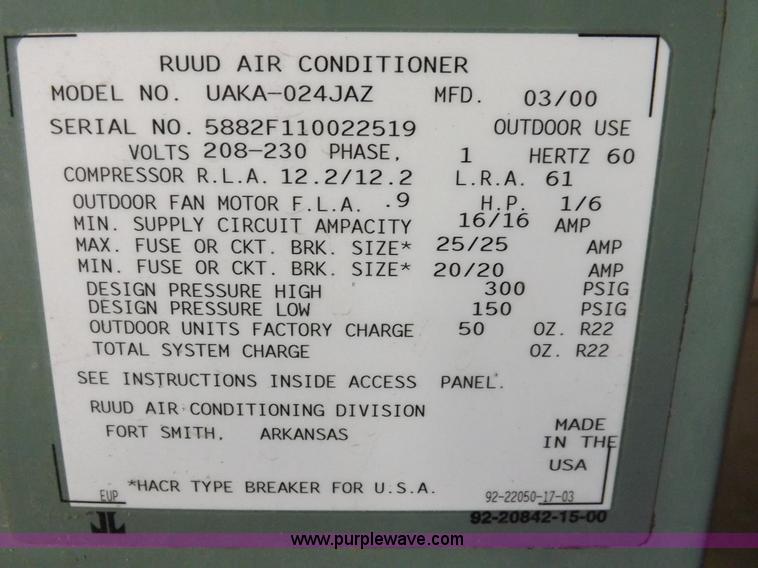 RUUD AIR CONDITIONER
MODEL NO. UAKA-024JAZ MFD. 03/00
SERIAL NO. 5882F110022519 OUTDOOR USE
VOLTS 208-230 PHASE. 1 HERTZ 60
COMPRESSOR R.L.A. 12.2/12.2 L.R.A. 61
OUTDOOR FAN MOTOR F.L.A. .9 H.P. 1/6
MIN. SUPPLY CIRCUIT AMPACITY 16/16 AMP
MAX. FUSE OR CKT. BRK. SIZE* 25/25 AMP
MIN. FUSE OR CKT. BRK. SIZE* 20/20 AMP
DESIGN PRESSURE HIGH 300 PSIG
DESIGN PRESSURE LOW 150 PSIG
OUTDOOR UNITS FACTORY CHARGE 50 OZ. R22
TOTAL SYSTEM CHARGE OZ. R22
SEE INSTRUCTIONS INSIDE ACCESS PANEL.
RUUD AIR CONDITIONING DIVISION
FORT SMITH, ARKANSAS
MADE
IN THE
USA
*HACR TYPE BREAKER FOR U.S.A.
EUP 92-22050-17-03
92-20842-15-00
www.purplewave.com